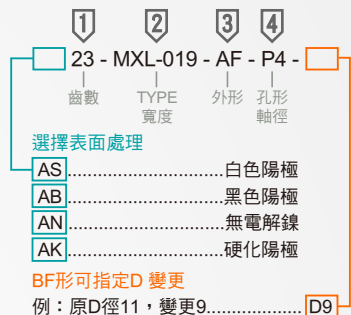 1 2 3 4
23 - MXL-019 - AF - P4 -
齒數 TYPE 外形 孔形
寬度 軸徑
選擇表面處理
AS..............................白色陽極
AB..............................黑色陽極
AN..............................無電解鎳
AK..............................硬化陽極
BF形可指定D 變更
例：原D徑11，變更9.................. D9